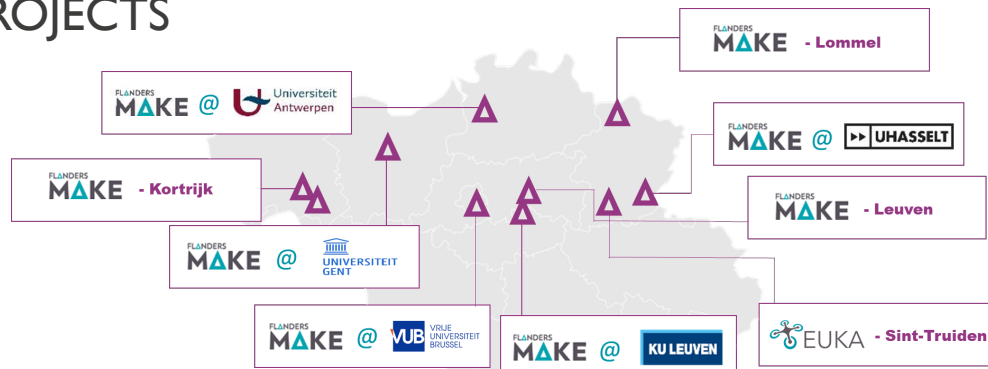 ROJECTS
FLANDERS
MAKE - Lommel
FLANDERS
MAKE @ Universiteit
Antwerpen
FLANDERS
MAKE @ UHASSELT
FLANDERS
MAKE - Kortrijk
FLANDERS
MAKE - Leuven
FLANDERS
MAKE @ UNIVERSITEIT
GENT
FLANDERS
MAKE @ VUB VRIJE
UNIVERSITEIT
BRUSSEL
FLANDERS
MAKE @ KU LEUVEN
EUKA - Sint-Truiden